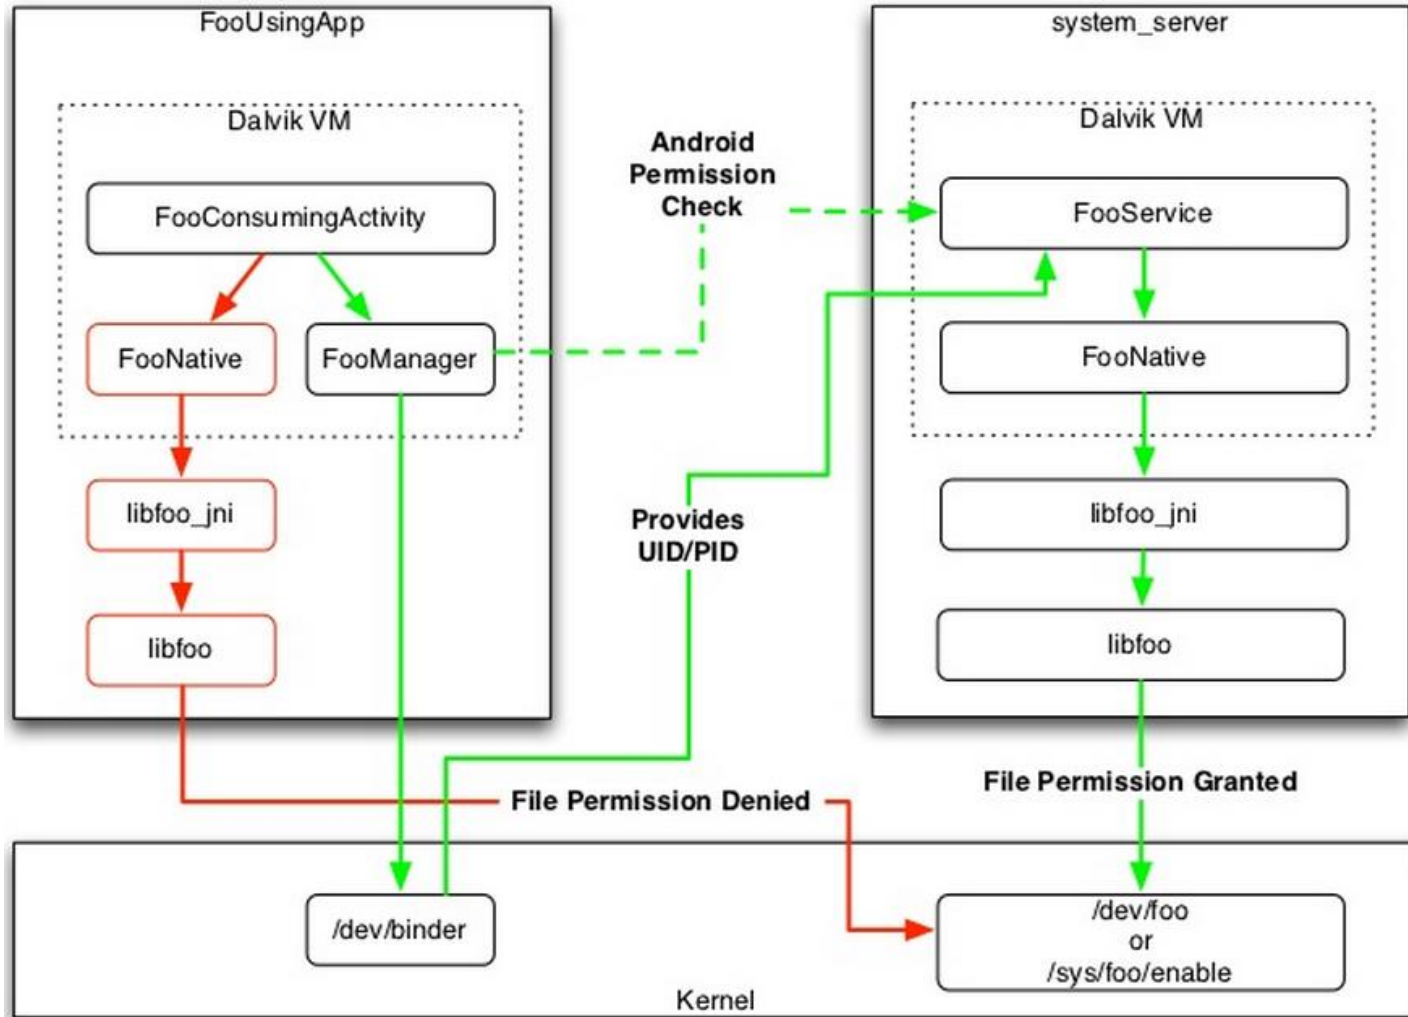 FooUsingApp
Dalvik VM
FooConsumingActivity
FooNative
FooManager
libfoo_jni
libfoo
Android
Permission
Check
Provides
UID/PID
system_server
Dalvik VM
FooService
FooNative
libfoo_jni
libfoo
File Permission Denied
File Permission Granted
/dev/binder
/dev/foo
or
/sys/foo/enable
Kernel